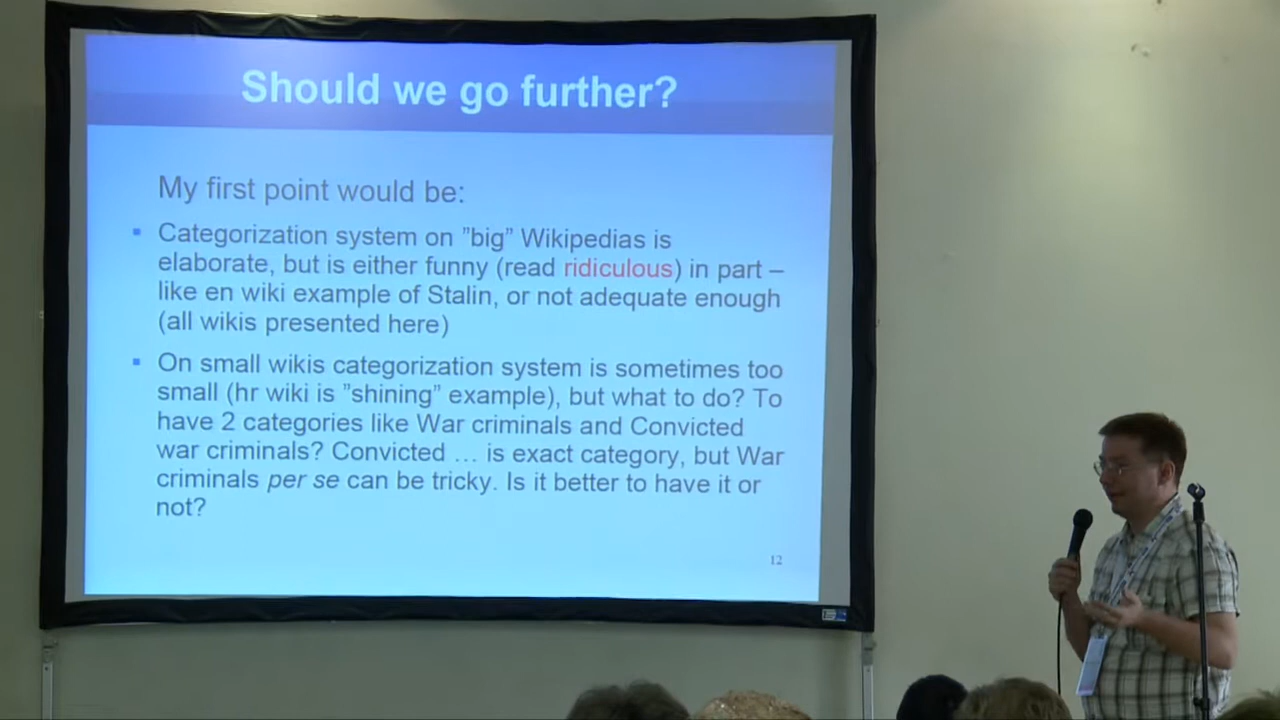 Should we go further?
My first point would be:
▪ Categorization system on ”big” Wikipedias is
elaborate, but is either funny (read ridiculous) in part –
like en wiki example of Stalin, or not adequate enough
(all wikis presented here)
▪ On small wikis categorization system is sometimes too
small (hr wiki is ”shining” example), but what to do? To
have 2 categories like War criminals and Convicted
war criminals? Convicted … is exact category, but War
criminals per se can be tricky. Is it better to have it or
not?
12